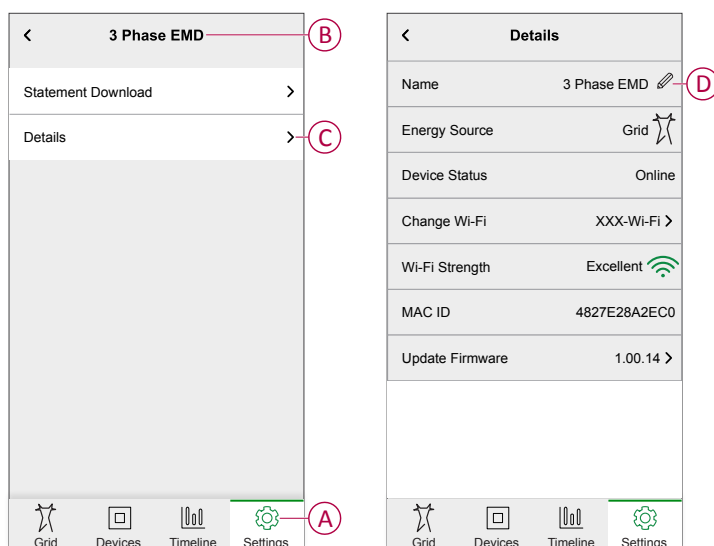 3 Phase EMD
B
Statement Download
Details
C
Grid
Devices
Timeline
Settings
A
Details
Name 3 Phase EMD
D
Energy Source Grid
Device Status Online
Change Wi-Fi XXX-Wi-Fi
Wi-Fi Strength Excellent
MAC ID 4827E28A2EC0
Update Firmware 1.00.14
Grid
Devices
Timeline
Settings